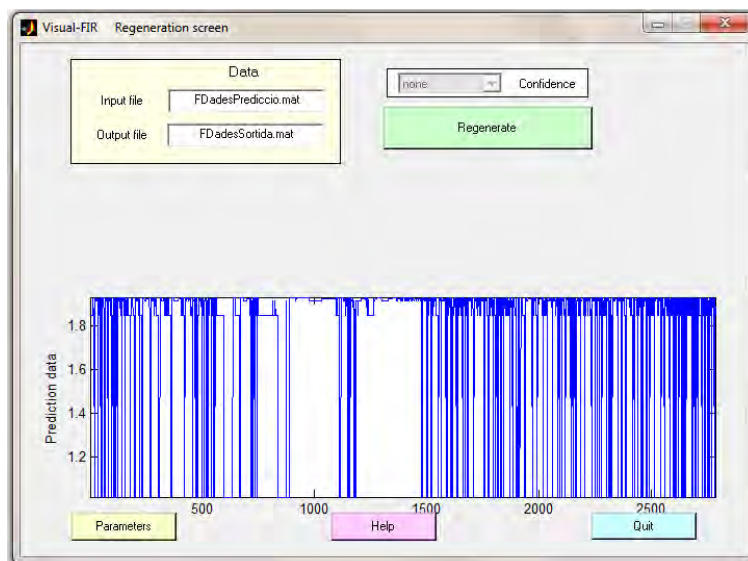 Visual-FIR Regeneration screen
Data
Input file FDadesPrediccio.mat
Output file FDadesSortida.mat
none Confidence
Regenerate
Prediction data
1.8
1.6
1.4
1.2
500 1000 1500 2000 2500
Parameters Help Quit